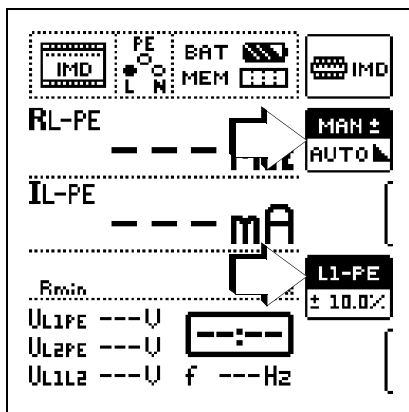 IMD
PE
L N
BAT
MEM
IMD
RL-PE
MAN ±
AUTO
---
IL-PE
--- mA
L1-PE
± 10.0%
Rmin
UL1PE ---V
UL2PE ---V
UL1L2 ---V
--:--
f ---Hz